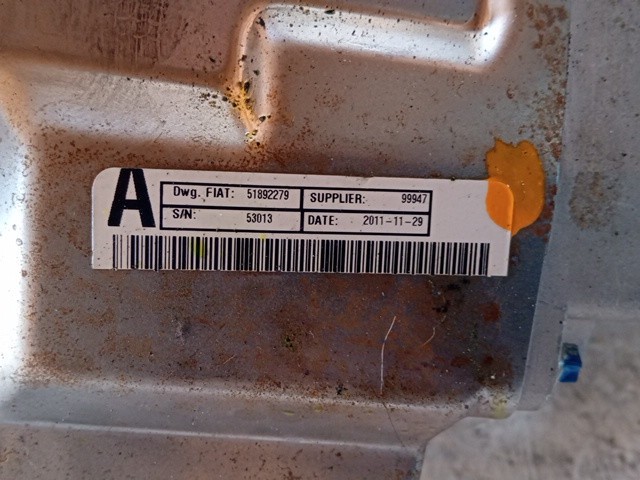 A
Dwg. FIAT: 51892279 SUPPLIER: 99947
S/N: 53013 DATE: 2011-11-29